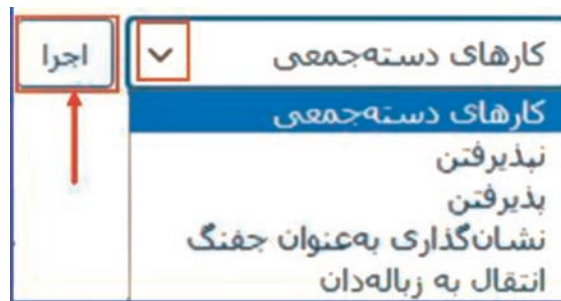 کارهای دسته‌جمعی
اجرا
کارهای دسته‌جمعی
نپذیرفتن
پذیرفتن
نشان‌گذاری به‌عنوان جفنگ
انتقال به زباله‌دان